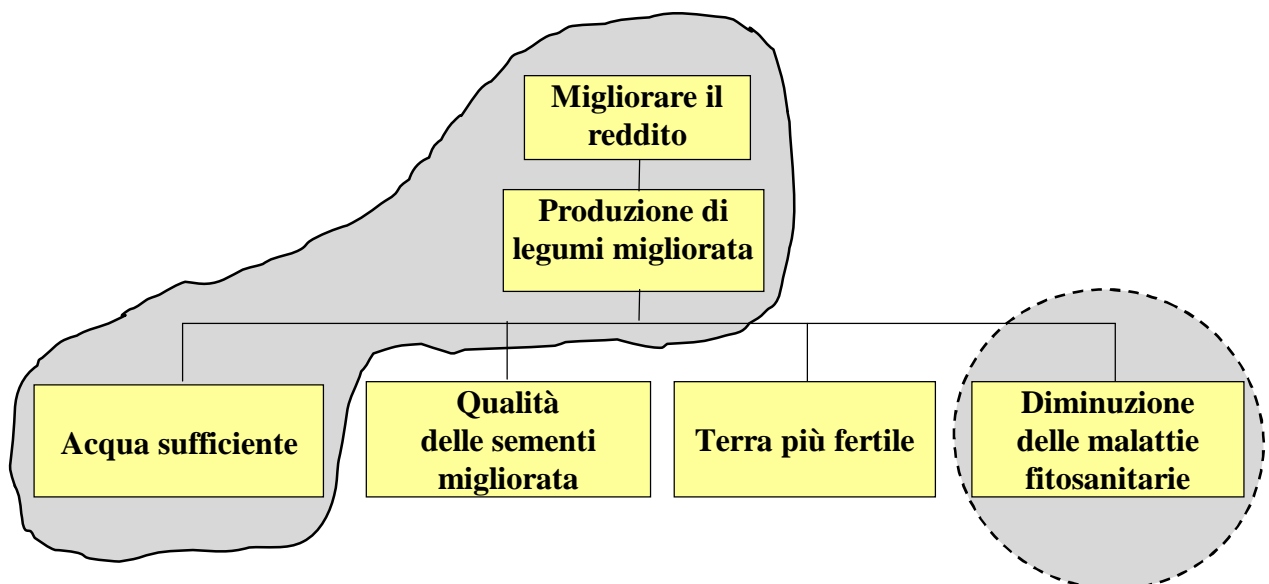 Migliorare il
reddito
Produzione di
legumi migliorata
Acqua sufficiente
Qualità
delle sementi
migliorata
Terra più fertile
Diminuzione
delle malattie
fitosanitarie